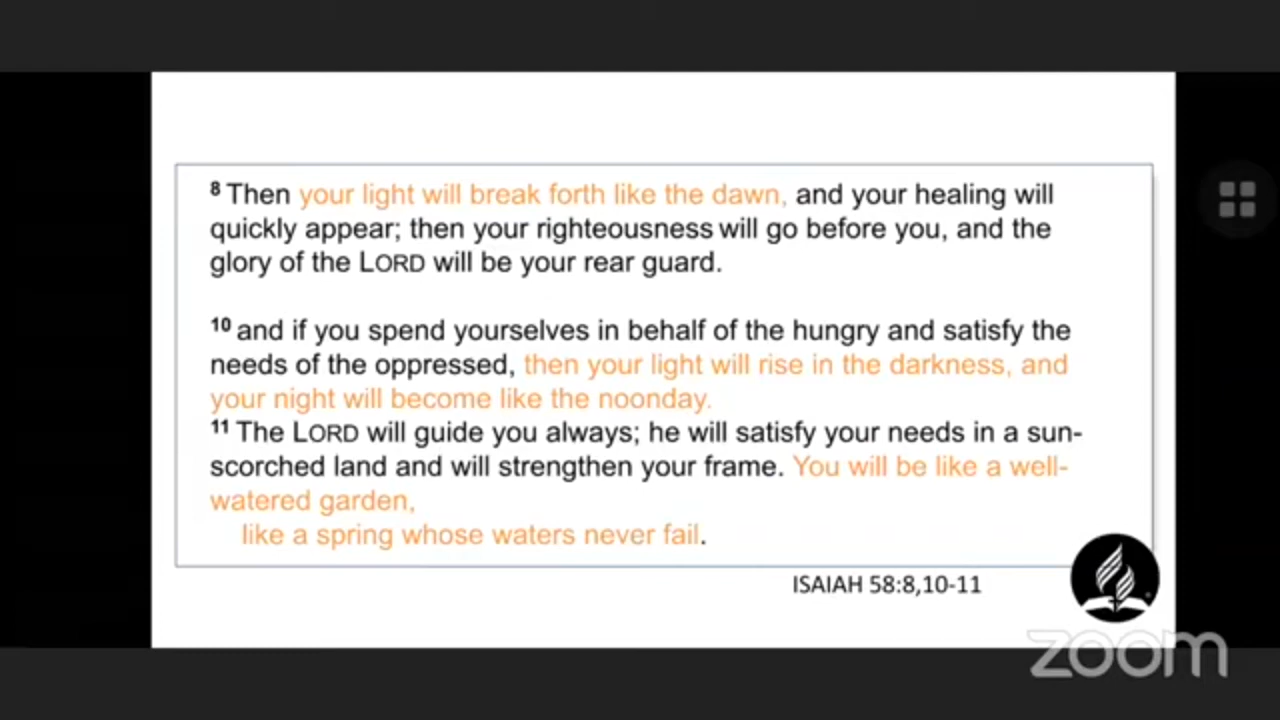 8 Then your light will break forth like the dawn, and your healing will
quickly appear; then your righteousness will go before you, and the
glory of the LORD will be your rear guard.
10 and if you spend yourselves in behalf of the hungry and satisfy the
needs of the oppressed, then your light will rise in the darkness, and
your night will become like the noonday.
11 The LORD will guide you always; he will satisfy your needs in a sun-
scorched land and will strengthen your frame. You will be like a well-
watered garden,
like a spring whose waters never fail.
ISAIAH 58:8,10-11
zoom